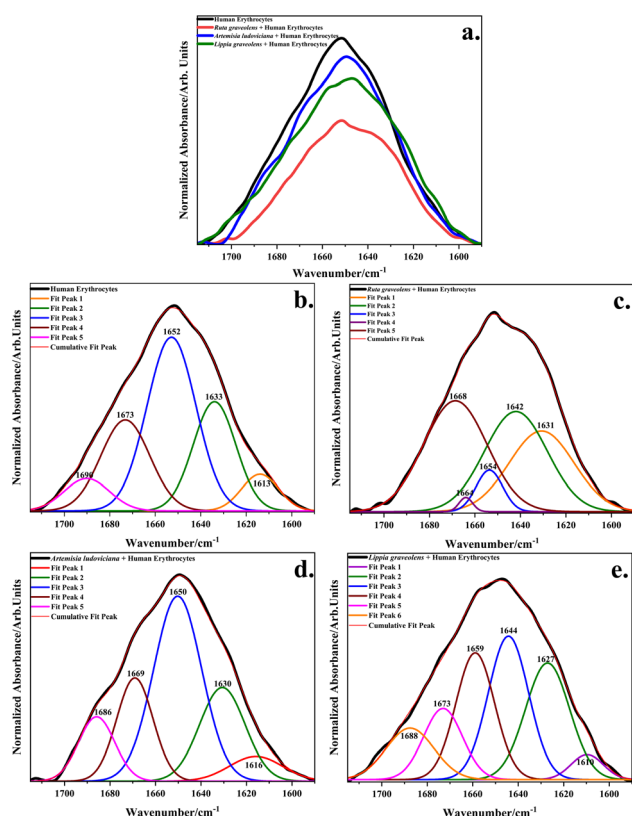 Human Erythrocytes
Ruta graveolens + Human Erythrocytes
Artemisia ludoviciana + Human Erythrocytes
Lippia graveolens + Human Erythrocytes
a.
Normalized Absorbance/Arb. Units
1700 1680 1660 1640 1620 1600
Wavenumber/cm-1
Human Erythrocytes
Fit Peak 1
Fit Peak 2
Fit Peak 3
Fit Peak 4
Fit Peak 5
Cumulative Fit Peak
b.
1652
1633
1673
1690
1613
Normalized Absorbance/Arb.Units
1700 1680 1660 1640 1620 1600
Wavenumber/cm-1
Ruta graveolens + Human Erythrocytes
Fit Peak 1
Fit Peak 2
Fit Peak 3
Fit Peak 4
Fit Peak 5
Cumulative Fit Peak
c.
1668
1642
1631
1654
1664
Normalized Absorbance/Arb.Units
1700 1680 1660 1640 1620 1600
Wavenumber/cm-1
Artemisia ludoviciana + Human Erythrocytes
Fit Peak 1
Fit Peak 2
Fit Peak 3
Fit Peak 4
Fit Peak 5
Cumulative Fit Peak
d.
1650
1669
1630
1686
1616
Normalized Absorbance/Arb.Units
1700 1680 1660 1640 1620 1600
Wavenumber/cm-1
Lippia graveolens + Human Erythrocytes
Fit Peak 1
Fit Peak 2
Fit Peak 3
Fit Peak 4
Fit Peak 5
Fit Peak 6
Cumulative Fit Peak
e.
1644
1659
1627
1673
1688
1610
Normalized Absorbance/Arb.Units
1700 1680 1660 1640 1620 1600
Wavenumber/cm-1